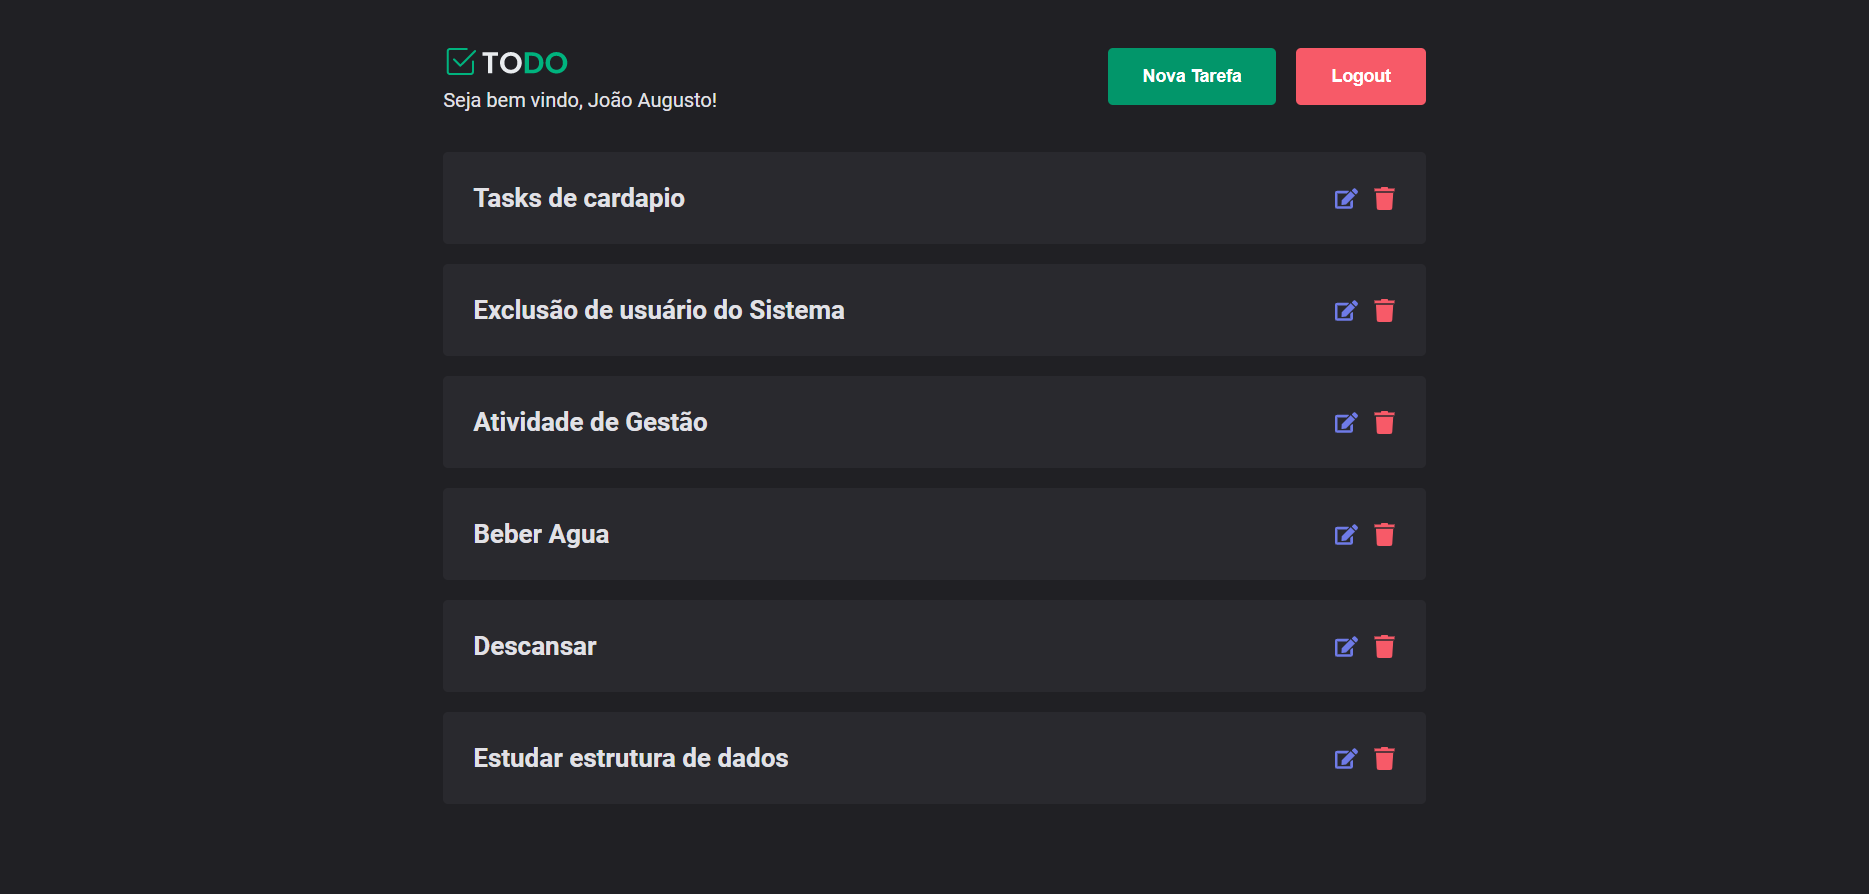 TODO
Seja bem vindo, João Augusto!
Nova Tarefa
Logout
Tasks de cardapio
Exclusão de usuário do Sistema
Atividade de Gestão
Beber Agua
Descansar
Estudar estrutura de dados